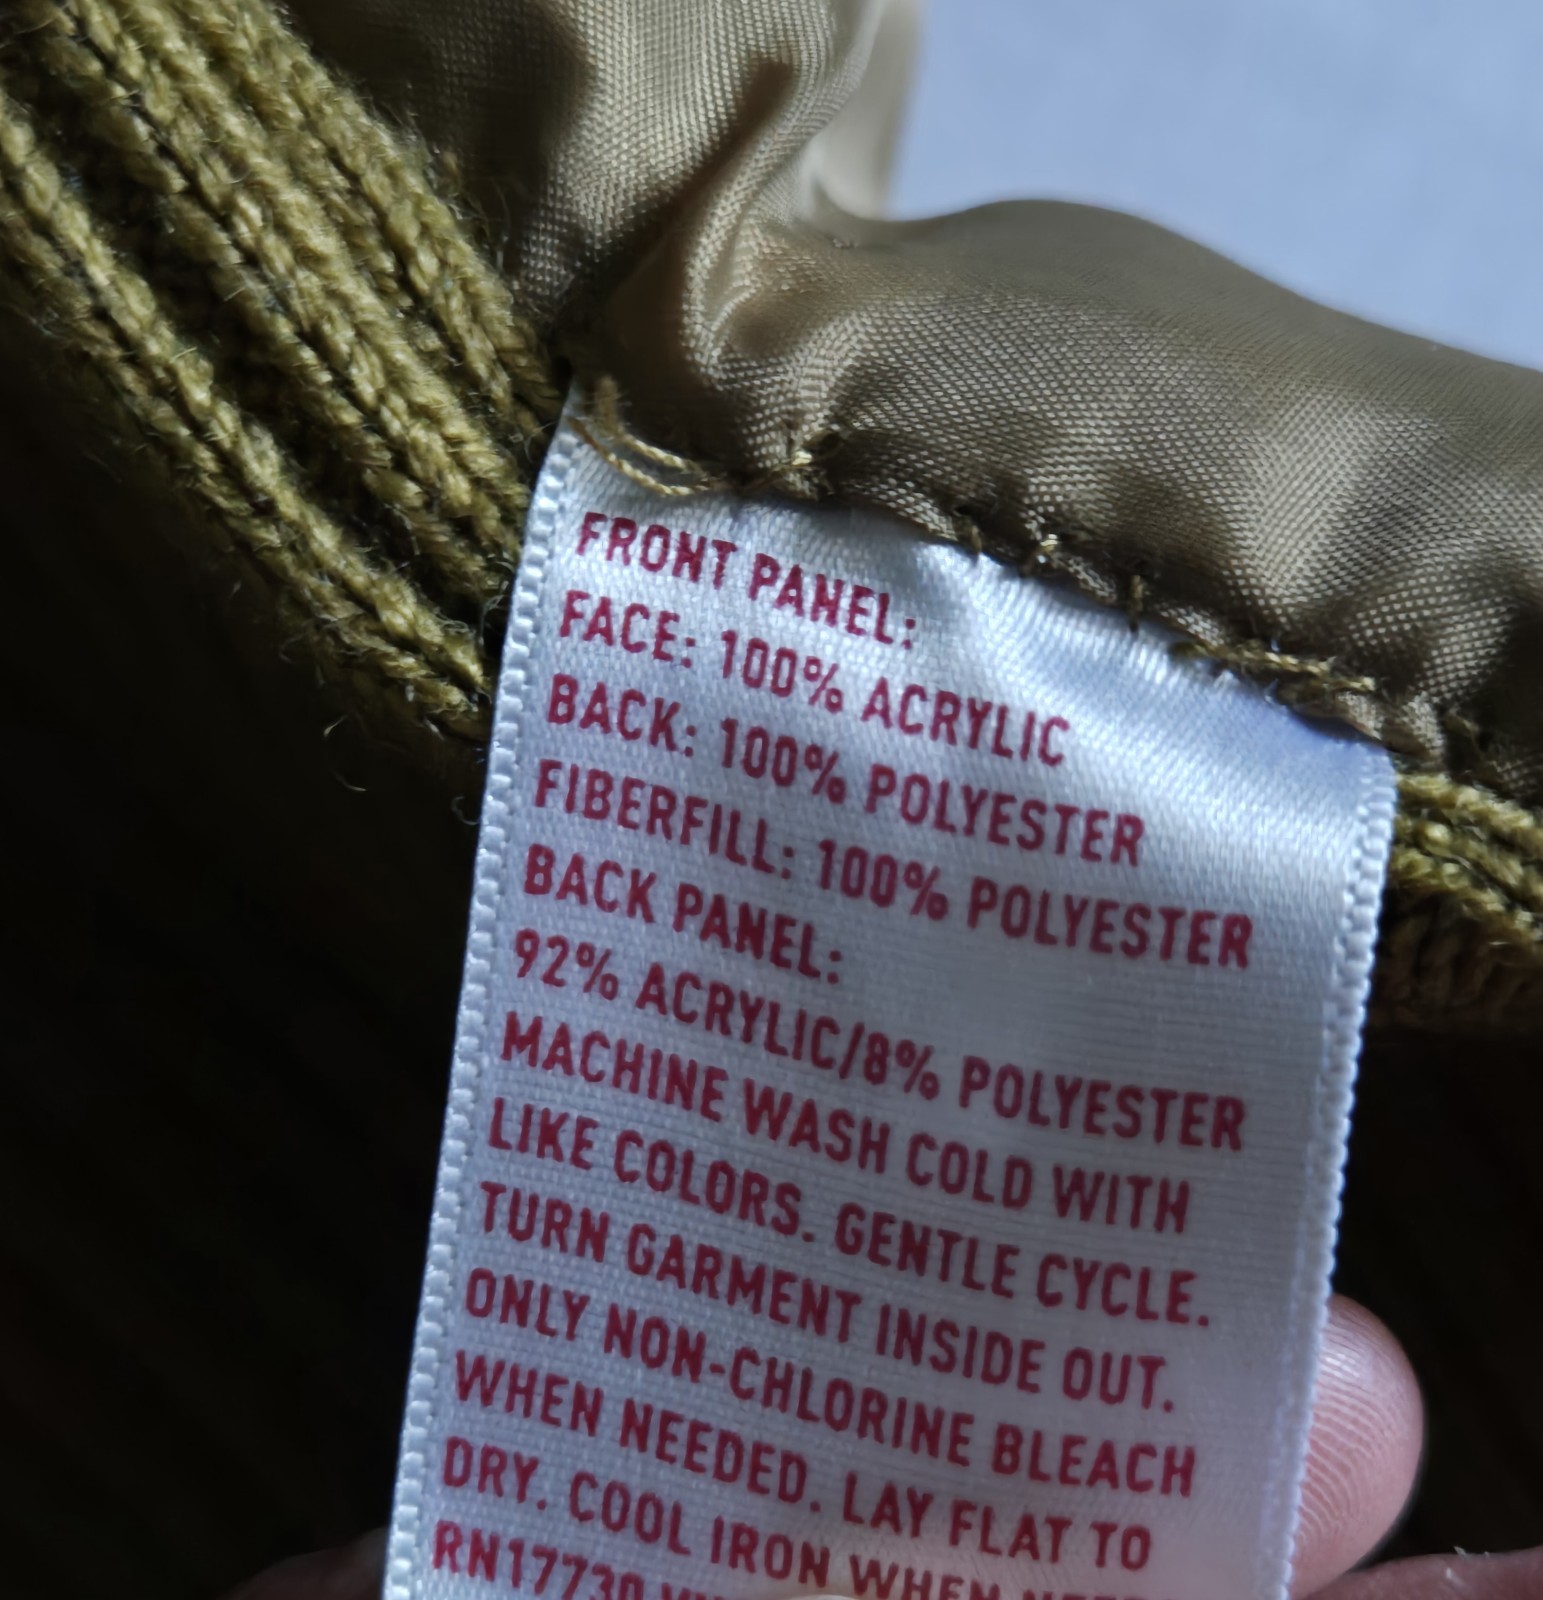 FRONT PANEL:
FACE: 100% ACRYLIC
BACK: 100% POLYESTER
FIBERFILL: 100% POLYESTER
BACK PANEL:
92% ACRYLIC/8% POLYESTER
MACHINE WASH COLD WITH
LIKE COLORS. GENTLE CYCLE.
TURN GARMENT INSIDE OUT.
ONLY NON-CHLORINE BLEACH
WHEN NEEDED. LAY FLAT TO
DRY. COOL IRON WHEN
RN17730